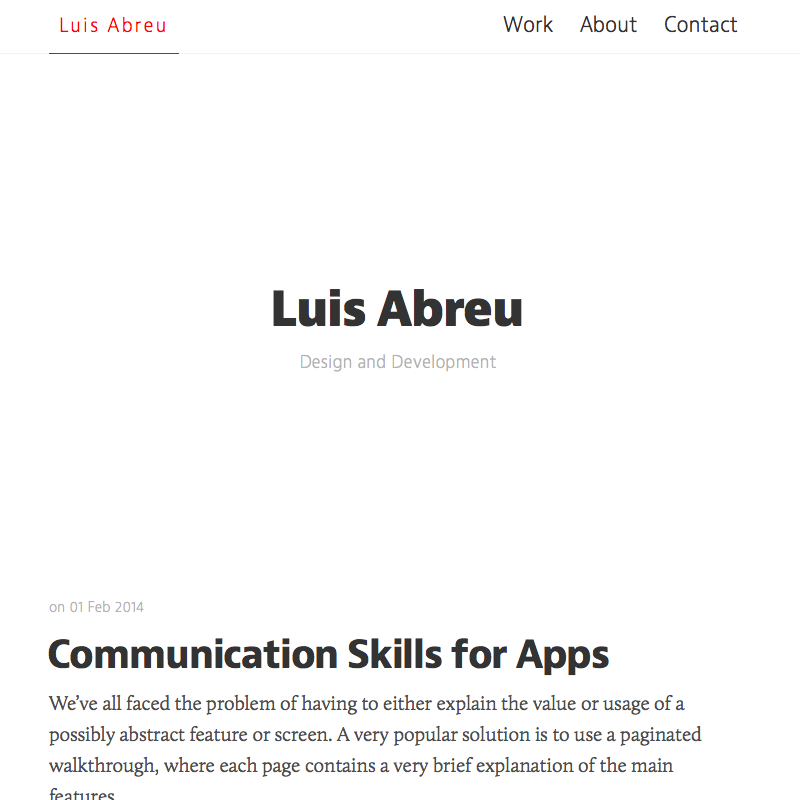 Luis Abreu
Work About Contact
Luis Abreu
Design and Development
on 01 Feb 2014
Communication Skills for Apps
We’ve all faced the problem of having to either explain the value or usage of a
possibly abstract feature or screen. A very popular solution is to use a paginated
walkthrough, where each page contains a very brief explanation of the main
features.